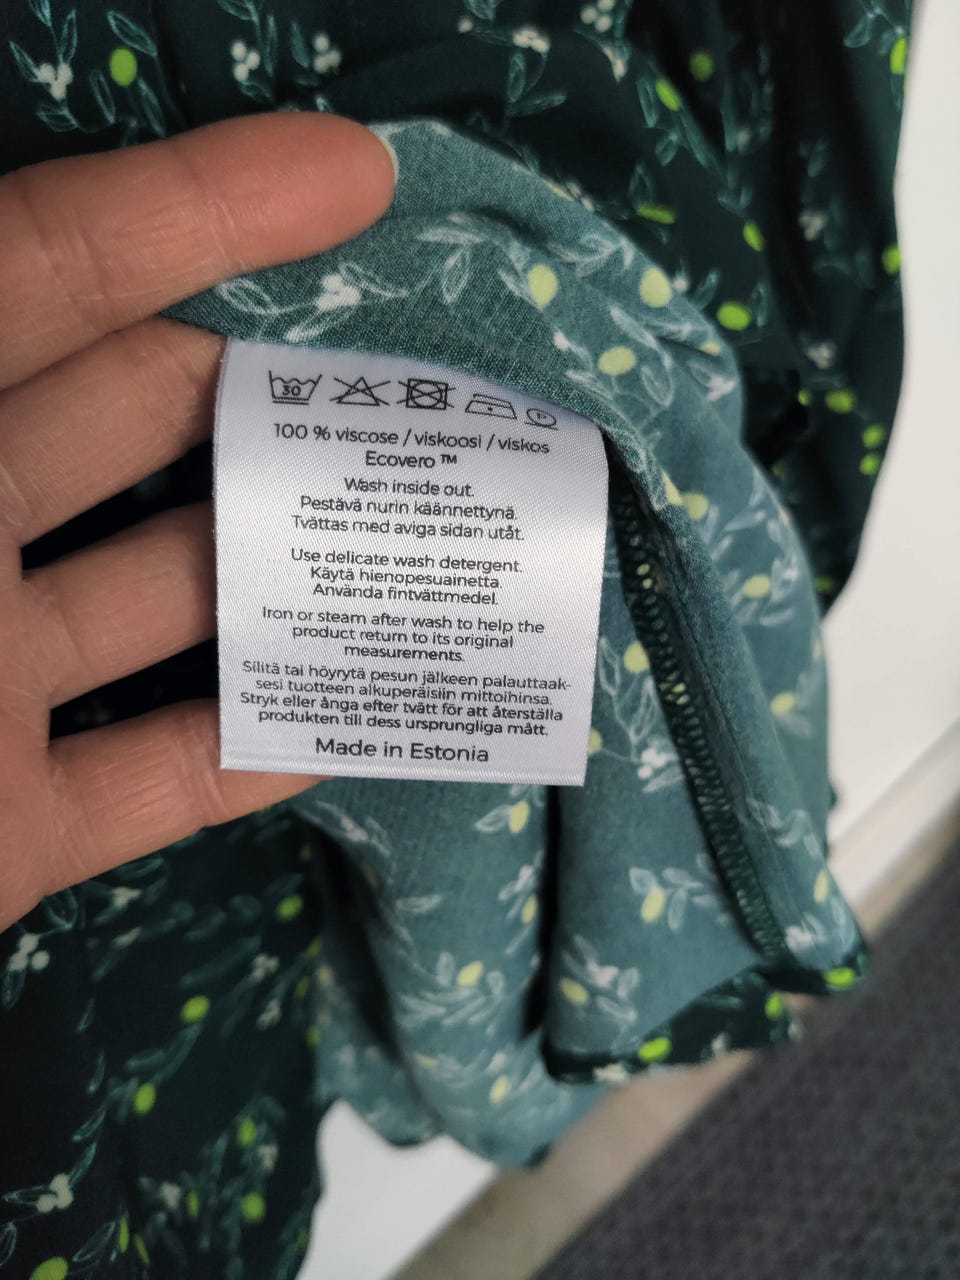 30
P
100 % viscose / viskoosi / viskos
Ecovero ™
Wash inside out.
Pestävä nurin käännettynä.
Tvättas med aviga sidan utåt.
Use delicate wash detergent.
Käytä hienopesuainetta.
Använda fintvättmedel.
Iron or steam after wash to help the
product return to its original
measurements.
Silitä tai höyrytä pesun jälkeen palauttaak-
sesi tuotteen alkuperäisiin mittoihinsa.
Stryk eller ånga efter tvätt för att återställa
produkten till dess ursprungliga mått.
Made in Estonia